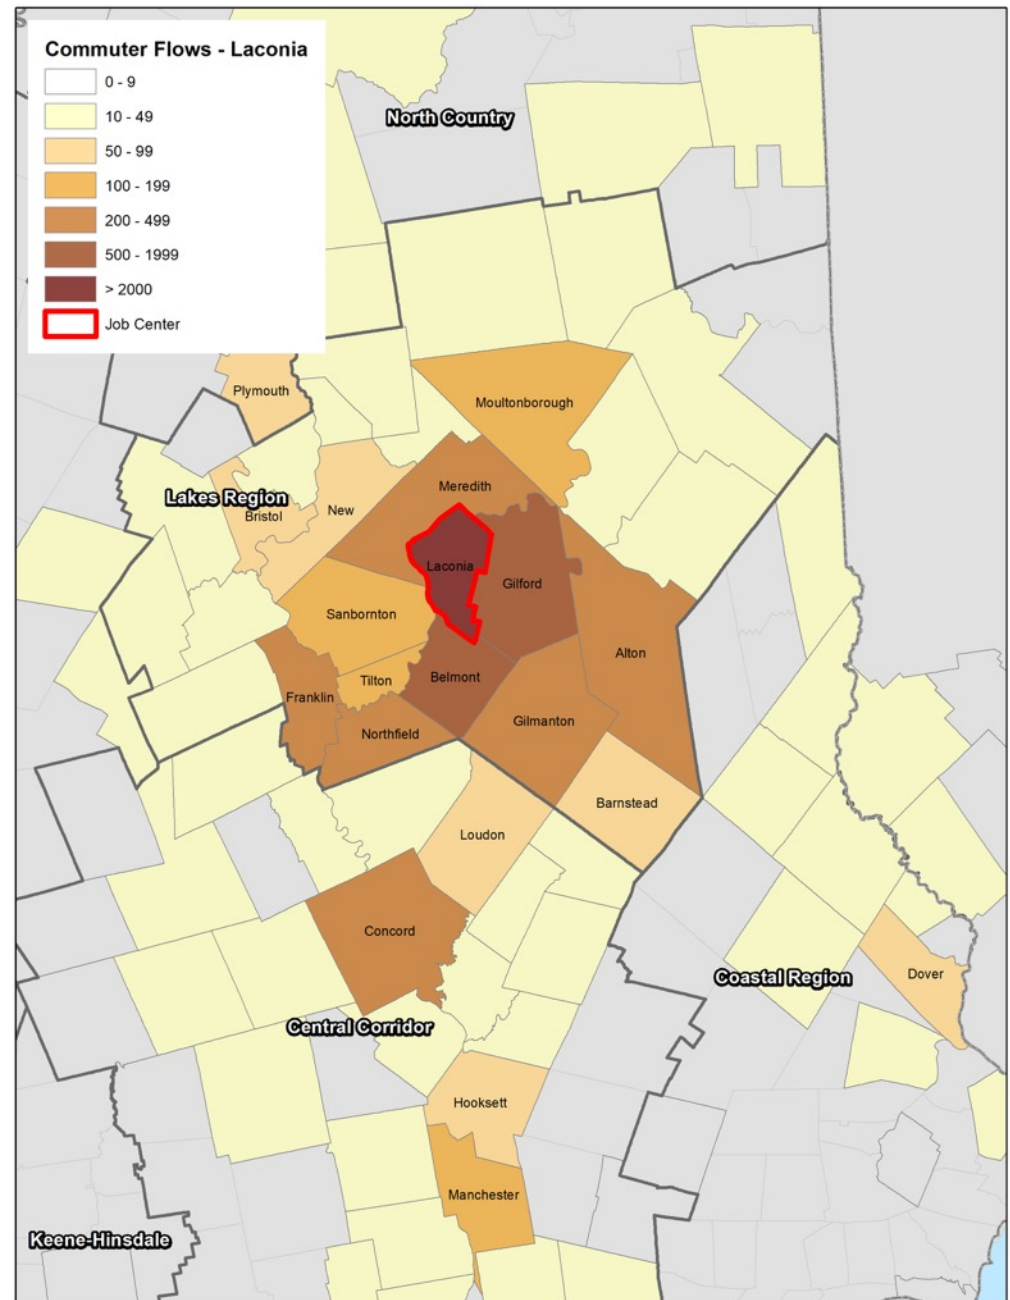 Commuter Flows - Laconia
0 - 9
10 - 49
50 - 99
100 - 199
200 - 499
500 - 1999
> 2000
Job Center
North Country
Plymouth
Moultonborough
Meredith
Lakes Region
New
Bristol
Laconia
Gilford
Sanbornton
Alton
Tilton
Belmont
Franklin
Gilmanton
Northfield
Barnstead
Loudon
Concord
Dover
Coastal Region
Central Corridor
Hooksett
Manchester
Keene-Hinsdale